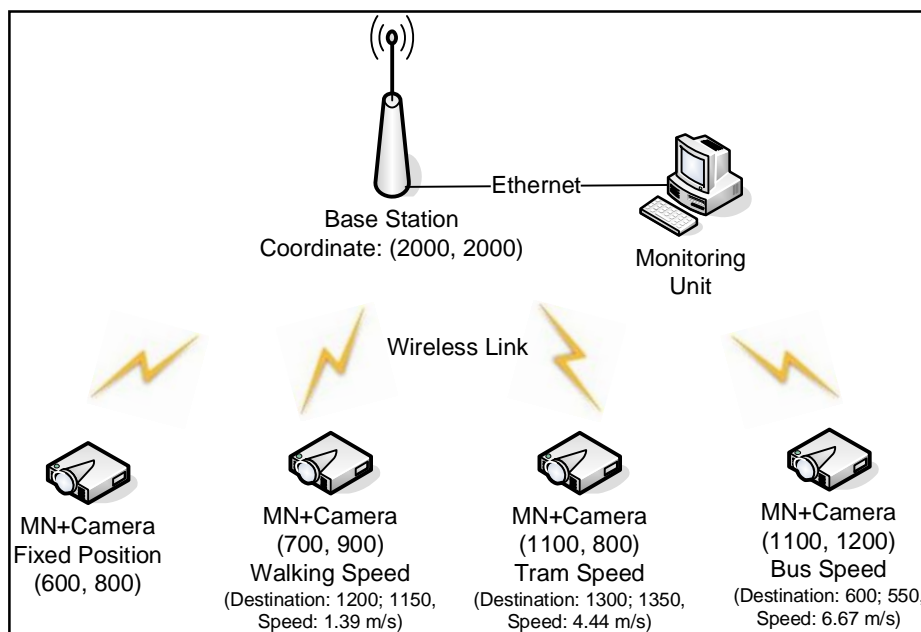 Ethernet
Base Station
Coordinate: (2000, 2000)
Monitoring
Unit
Wireless Link
MN+Camera
Fixed Position
(600, 800)
MN+Camera
(700, 900)
Walking Speed
(Destination: 1200; 1150,
Speed: 1.39 m/s)
MN+Camera
(1100, 800)
Tram Speed
(Destination: 1300; 1350,
Speed: 4.44 m/s)
MN+Camera
(1100, 1200)
Bus Speed
(Destination: 600; 550,
Speed: 6.67 m/s)